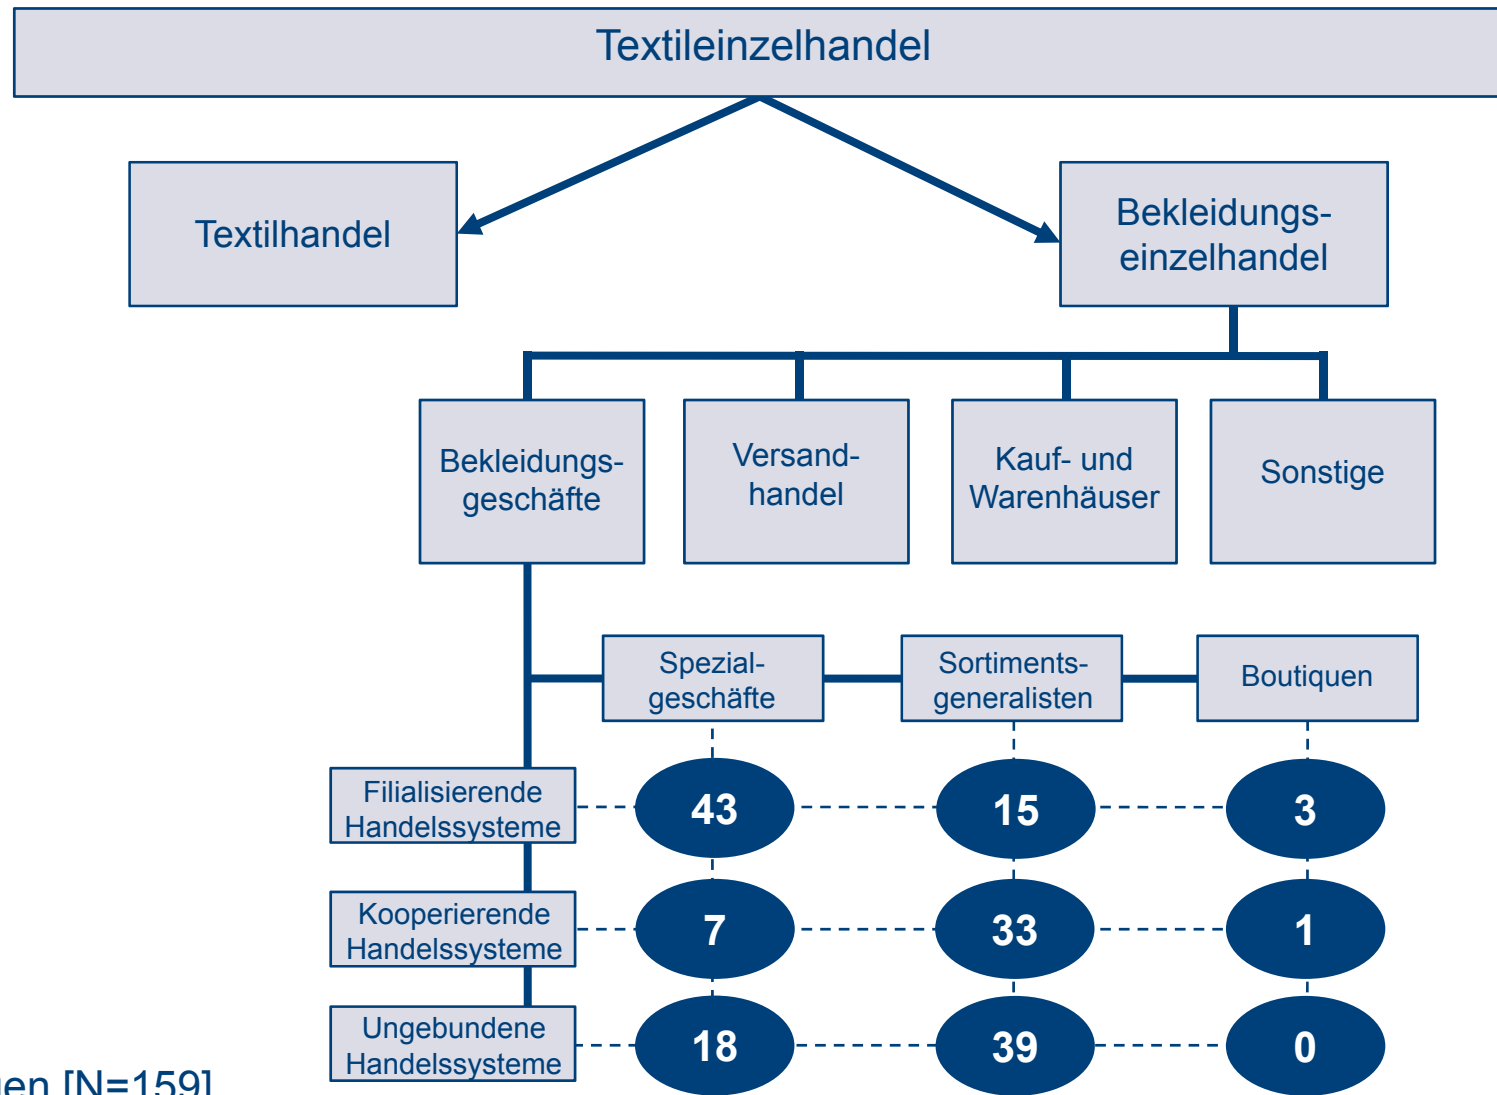 Textileinzelhandel
Textilhandel
Bekleidungs-
einzelhandel
Bekleidungs-
geschäfte
Versand-
handel
Kauf- und
Warenhäuser
Sonstige
Spezial-
geschäfte
Sortiments-
generalisten
Boutiquen
Filialisierende
Handelssysteme
43
15
3
Kooperierende
Handelssysteme
7
33
1
Ungebundene
Handelssysteme
18
39
0
[N=159]